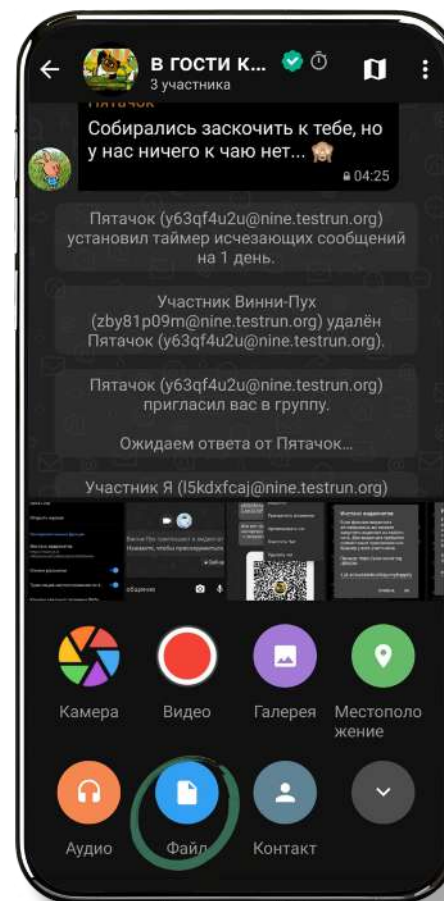 в гости к...
3 участника
Пятачок
Собирались заскочить к тебе, но
у нас ничего к чаю нет...
04:25
Пятачок (y63qf4u2u@nine.testrun.org)
установил таймер исчезающих сообщений
на 1 день.
Участник Винни-Пух
(zby81p09m@nine.testrun.org) удалён
Пятачок (y63qf4u2u@nine.testrun.org).
Пятачок (y63qf4u2u@nine.testrun.org)
пригласил вас в группу.
Ожидаем ответа от Пятачок...
Участник Я (l5kdxfcaj@nine.testrun.org)
Камера
Видео
Галерея
Местополо
жение
Аудио
Файл
Контакт